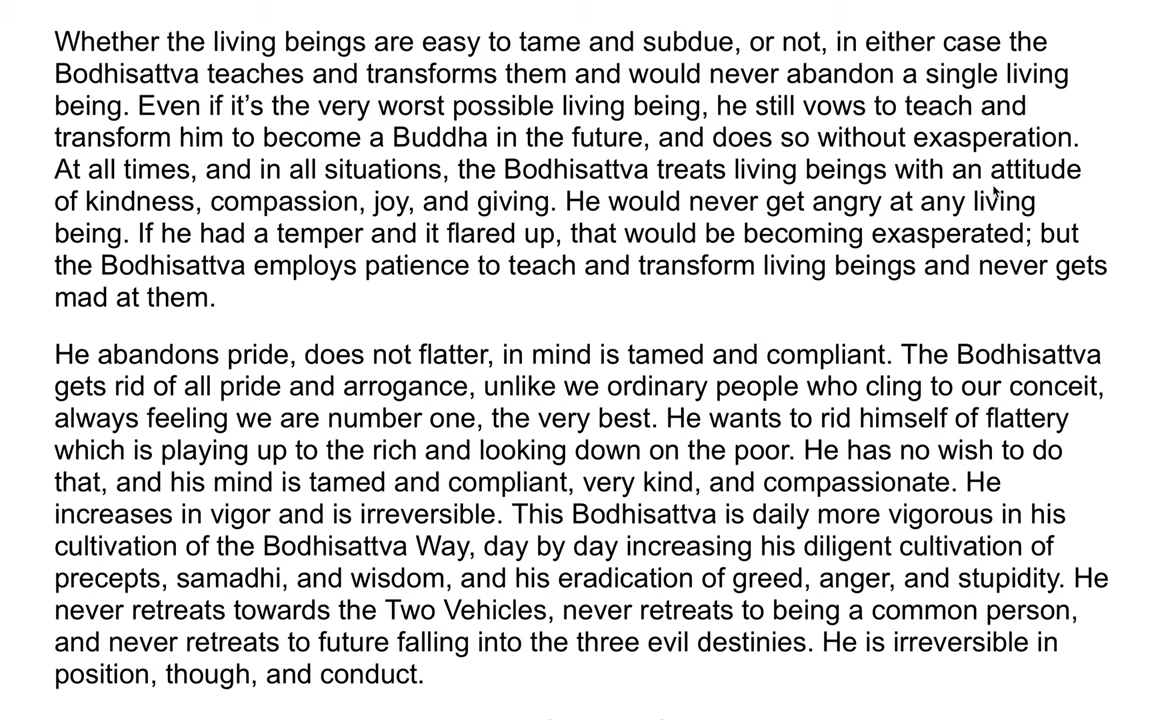 Whether the living beings are easy to tame and subdue, or not, in either case the
Bodhisattva teaches and transforms them and would never abandon a single living
being. Even if it’s the very worst possible living being, he still vows to teach and
transform him to become a Buddha in the future, and does so without exasperation.
At all times, and in all situations, the Bodhisattva treats living beings with an attitude
of kindness, compassion, joy, and giving. He would never get angry at any living
being. If he had a temper and it flared up, that would be becoming exasperated; but
the Bodhisattva employs patience to teach and transform living beings and never gets
mad at them.
He abandons pride, does not flatter, in mind is tamed and compliant. The Bodhisattva
gets rid of all pride and arrogance, unlike we ordinary people who cling to our conceit,
always feeling we are number one, the very best. He wants to rid himself of flattery
which is playing up to the rich and looking down on the poor. He has no wish to do
that, and his mind is tamed and compliant, very kind, and compassionate. He
increases in vigor and is irreversible. This Bodhisattva is daily more vigorous in his
cultivation of the Bodhisattva Way, day by day increasing his diligent cultivation of
precepts, samadhi, and wisdom, and his eradication of greed, anger, and stupidity. He
never retreats towards the Two Vehicles, never retreats to being a common person,
and never retreats to future falling into the three evil destinies. He is irreversible in
position, though, and conduct.